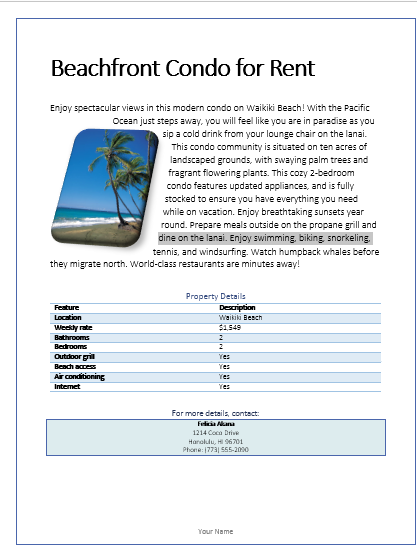 Beachfront Condo for Rent
Enjoy spectacular views in this modern condo on Waikiki Beach! With the Pacific
Ocean just steps away, you will feel like you are in paradise as you
sip a cold drink from your lounge chair on the lanai.
This condo community is situated on ten acres of
landscaped grounds, with swaying palm trees and
fragrant flowering plants. This cozy 2-bedroom
condo features updated appliances, and is fully
stocked to ensure you have everything you need
while on vacation. Enjoy breathtaking sunsets year
round. Prepare meals outside on the propane grill and
dine on the lanai. Enjoy swimming, biking, snorkeling,
tennis, and windsurfing. Watch humpback whales before
they migrate north. World-class restaurants are minutes away!
Property Details
Feature Description
Location Waikiki Beach
Weekly rate $1,549
Bathrooms 2
Bedrooms 2
Outdoor grill Yes
Beach access Yes
Air conditioning Yes
Internet Yes
For more details, contact:
Felicia Akana
1214 Coco Drive
Honolulu, HI 96701
Phone: (773) 555-2090
Your Name